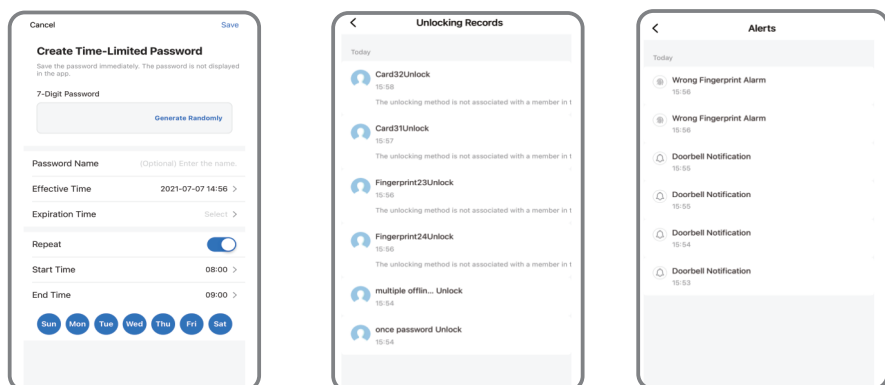 Cancel Save
Create Time-Limited Password
Save the password immediately. The password is not displayed
in the app.
7-Digit Password
Generate Randomly
Password Name (Optional) Enter the name.
Effective Time 2021-07-07 14:56 >
Expiration Time Select >
Repeat
Start Time 08:00 >
End Time 09:00 >
Sun Mon Tue Wed Thu Fri Sat
Unlocking Records
Today
Card32Unlock
15:58
The unlocking method is not associated with a member in t
Card31Unlock
15:57
The unlocking method is not associated with a member in t
Fingerprint23Unlock
15:56
The unlocking method is not associated with a member in t
Fingerprint24Unlock
15:56
The unlocking method is not associated with a member in t
multiple offlin... Unlock
15:54
once password Unlock
15:54
Alerts
Today
Wrong Fingerprint Alarm
15:56
Wrong Fingerprint Alarm
15:56
Doorbell Notification
15:55
Doorbell Notification
15:55
Doorbell Notification
15:54
Doorbell Notification
15:53